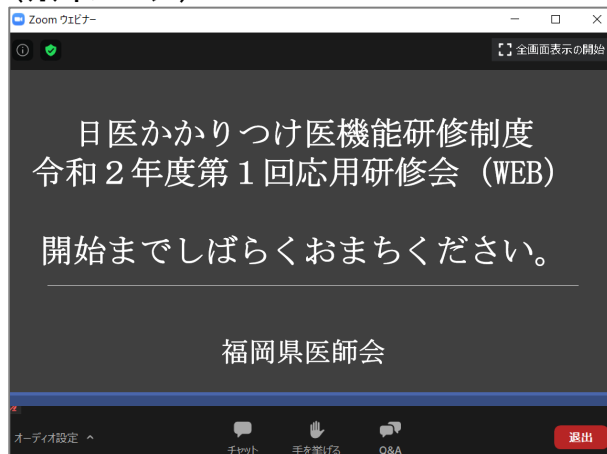 Zoom ウェビナー
全画面表示の開始
日医かかりつけ医機能研修制度
令和２年度第１回応用研修会（WEB）
開始までしばらくおまちください。
福岡県医師会
オーディオ設定
チャット
手を挙げる
Q&A
退出